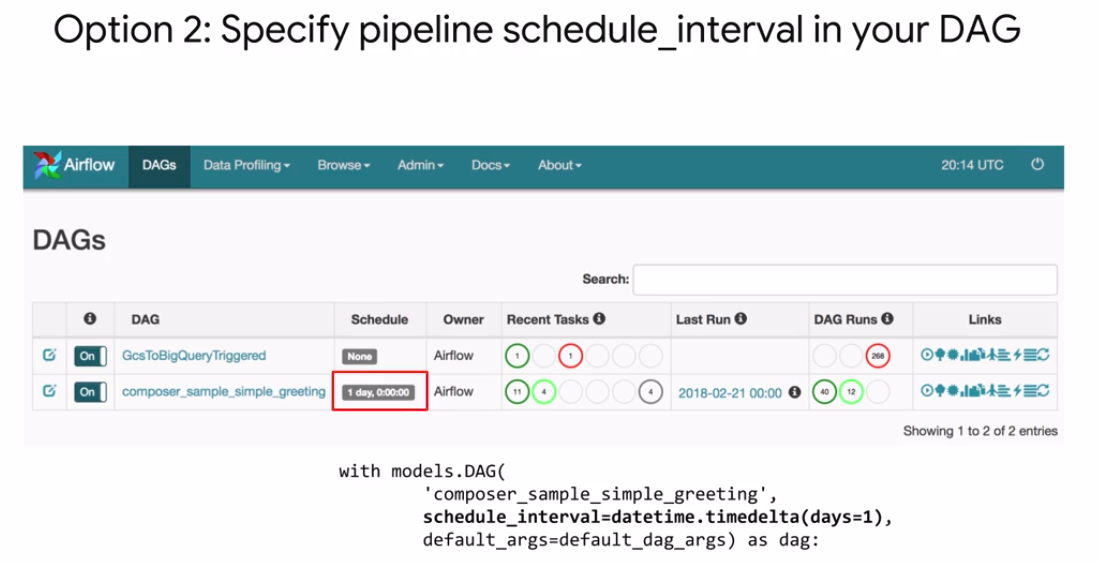 Option 2: Specify pipeline schedule_interval in your DAG
Airflow DAGs Data Profiling Browse Admin Docs About 20:14 UTC
DAGs
Search:
DAG Schedule Owner Recent Tasks Last Run DAG Runs Links
On GcsToBigQueryTriggered None Airflow 1 1 268
On composer_sample_simple_greeting 1 day, 0:00:00 Airflow 11 4 4 2018-02-21 00:00 40 12
Showing 1 to 2 of 2 entries
with models.DAG(
'composer_sample_simple_greeting',
schedule_interval=datetime.timedelta(days=1),
default_args=default_dag_args) as dag: